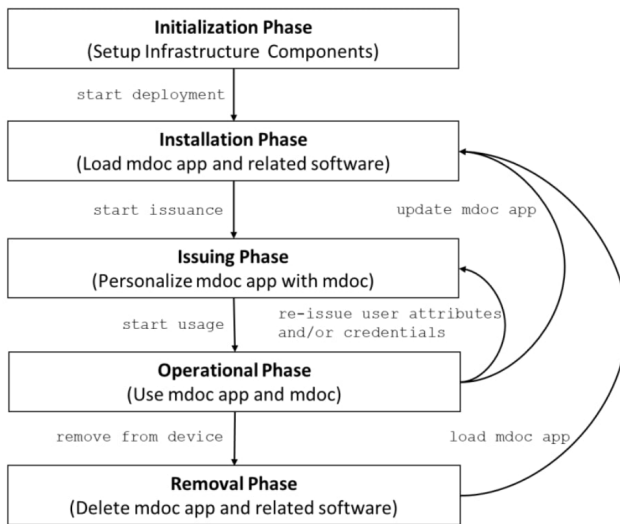 Initialization Phase
(Setup Infrastructure Components)
start deployment
Installation Phase
(Load mdoc app and related software)
start issuance
update mdoc app
Issuing Phase
(Personalize mdoc app with mdoc)
start usage
re-issue user attributes
and/or credentials
Operational Phase
(Use mdoc app and mdoc)
remove from device
load mdoc app
Removal Phase
(Delete mdoc app and related software)